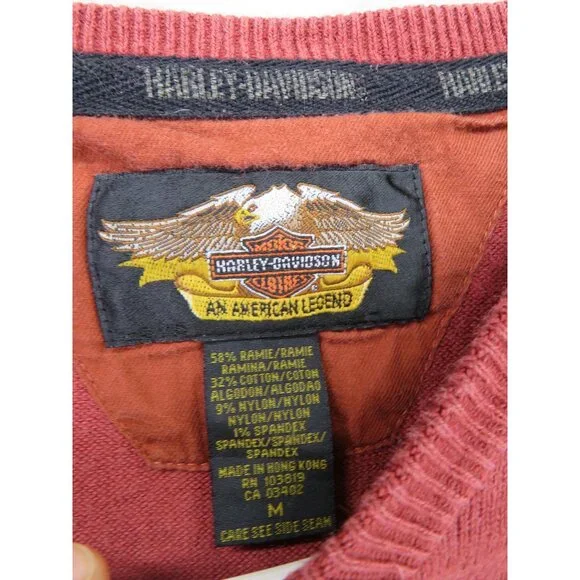 HARLEY-DAVIDSON
HARLEY-D
MOTOR
HARLEY-DAVIDSON
CLOTHES
AN AMERICAN LEGEND
58% RAMIE/RAMIE
RAMINA/RAMIE
32% COTTON/COTON
ALGODON/ALGODAO
9% NYLON/NYLON
NYLON/NYLON
1% SPANDEX
SPANDEX/SPANDEX/
SPANDEX
MADE IN HONG KONG
RN 103819
CA 03402
M
CARE SEE SIDE SEAM